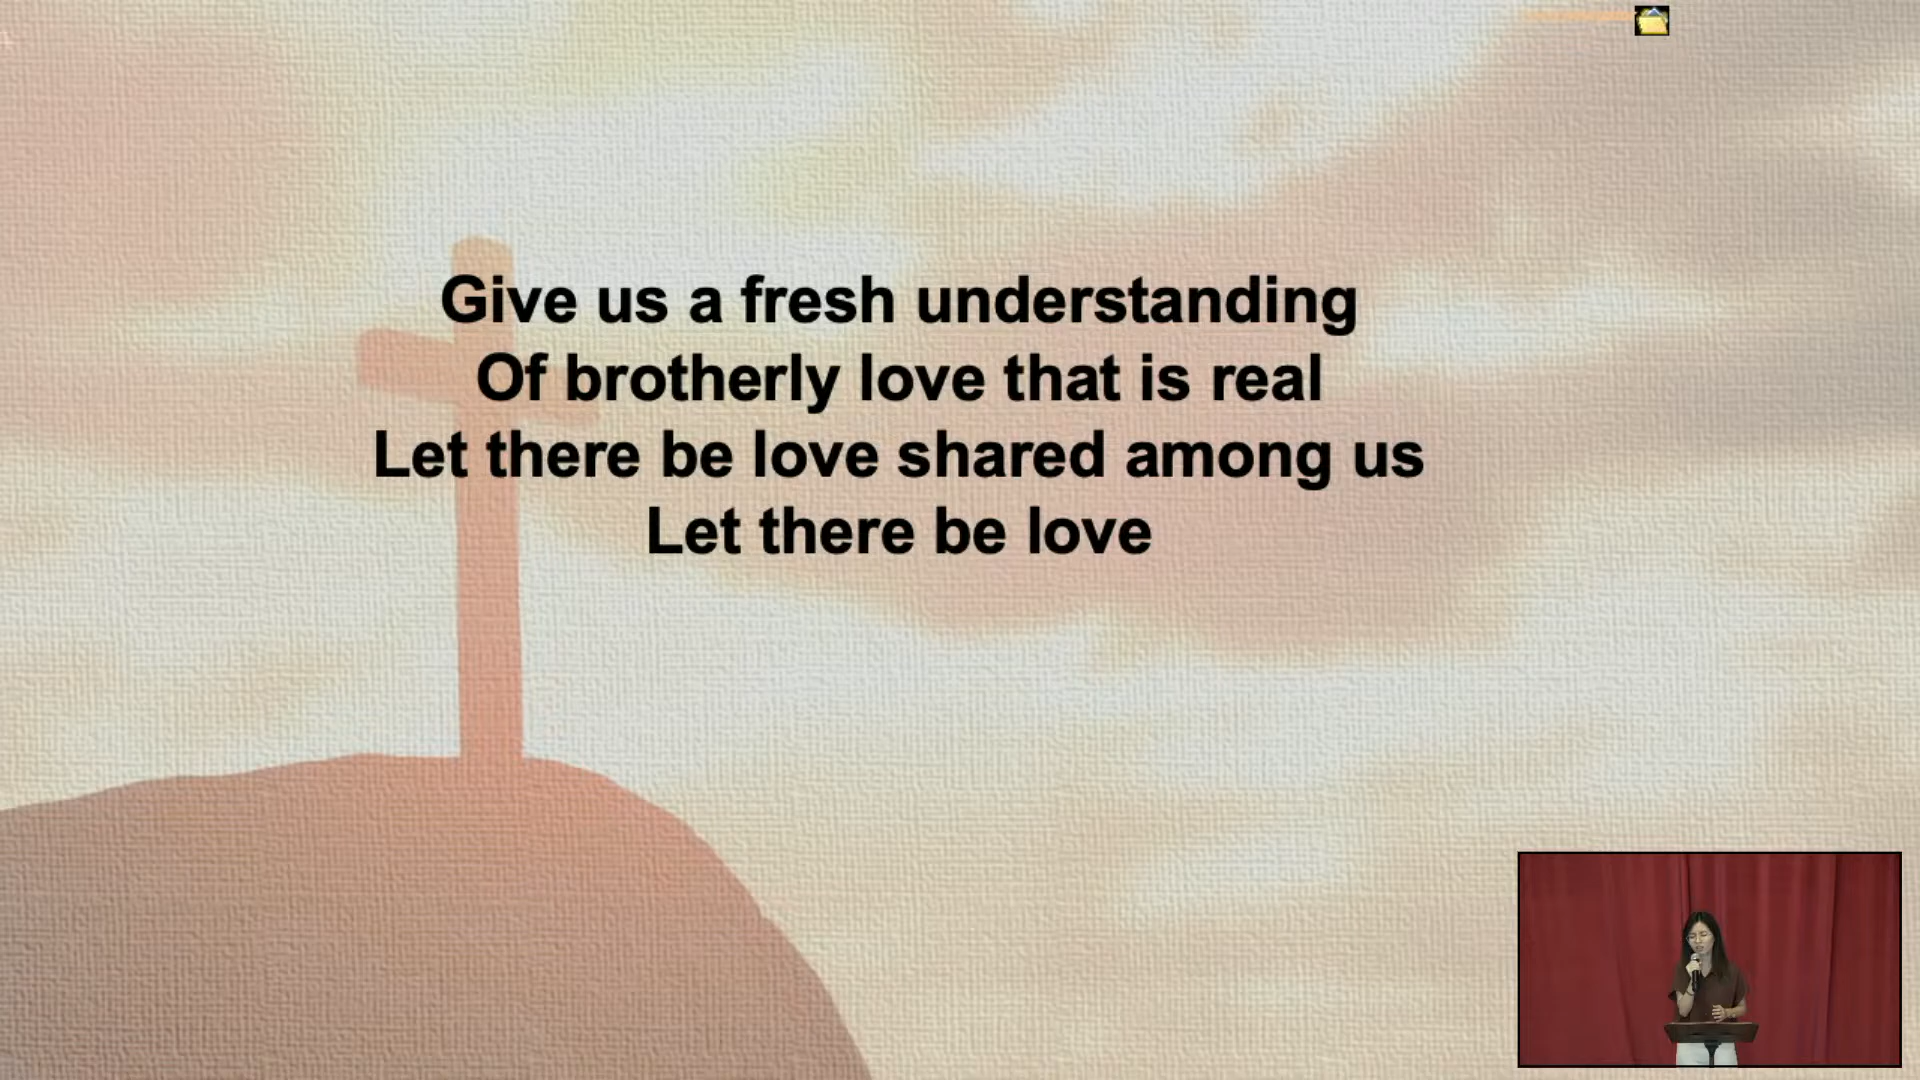 Give us a fresh understanding
Of brotherly love that is real
Let there be love shared among us
Let there be love